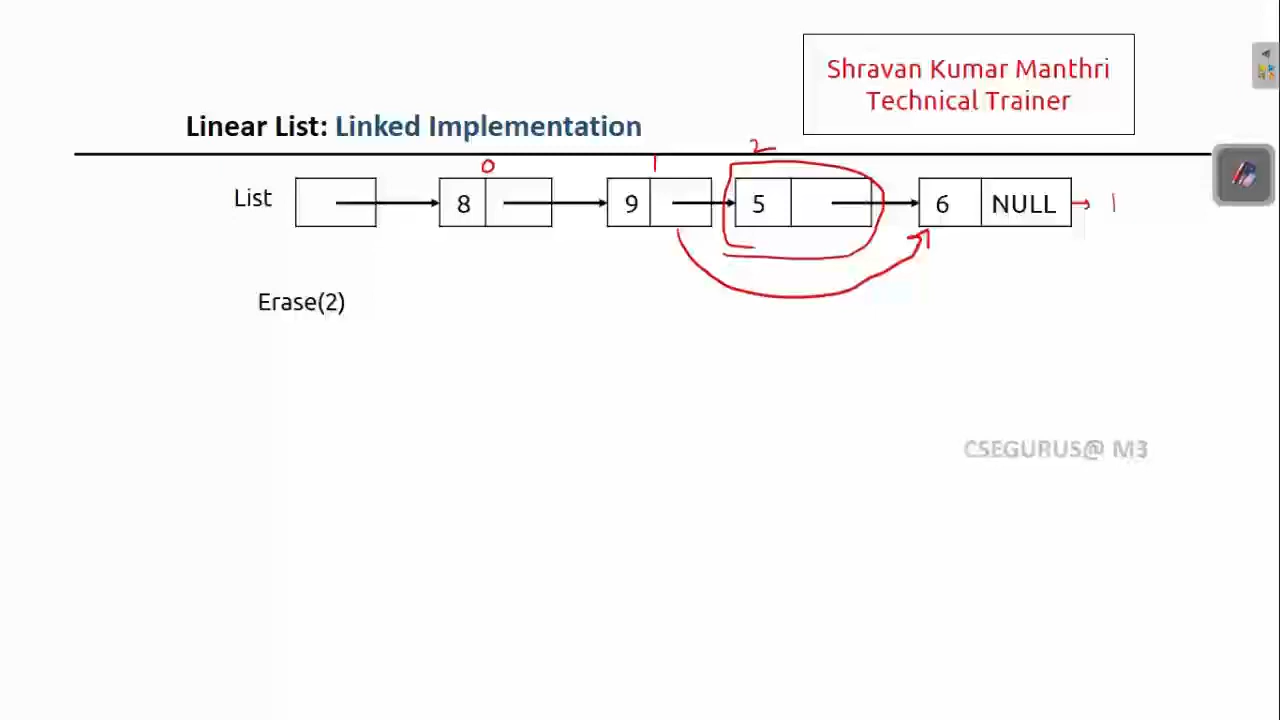 Shravan Kumar Manthri
Technical Trainer
Linear List: Linked Implementation
0 1 2
List 8 9 5 6 NULL 1
Erase(2)
CSEGURUS@ M3